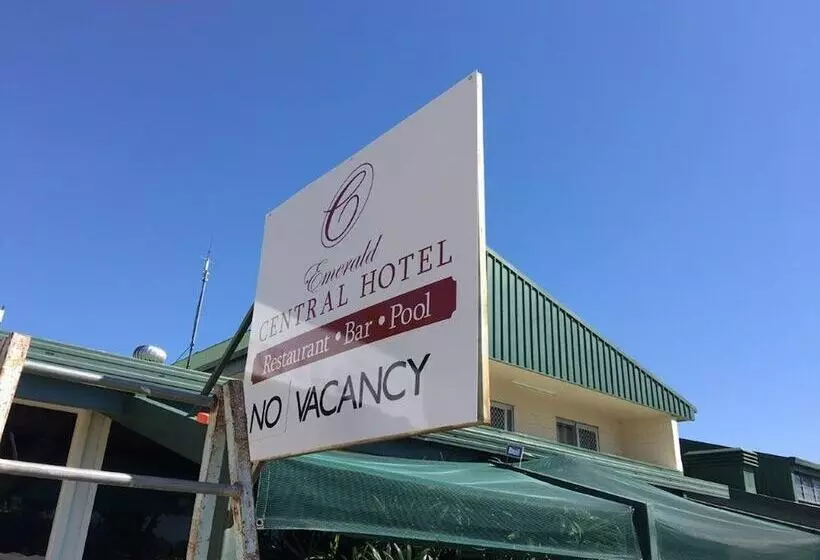 Emerald
CENTRAL HOTEL
Restaurant • Bar • Pool
NO / VACANCY